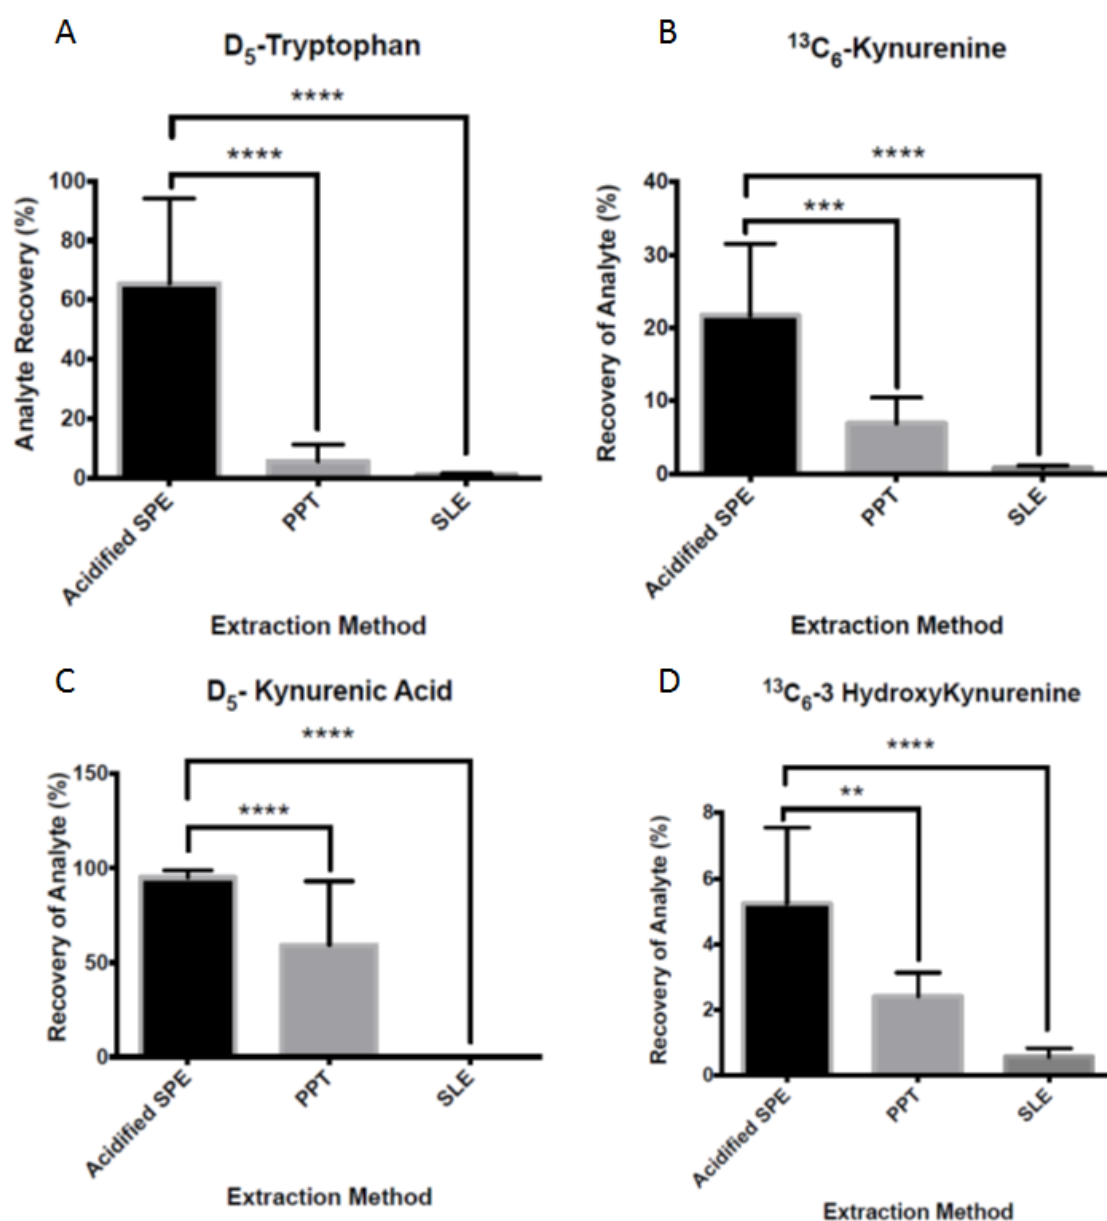 A
D5-Tryptophan
****
****
Analyte Recovery (%)
100
80
60
40
20
0
Acidified SPE
PPT
SLE
Extraction Method
B
13C6-Kynurenine
****
***
Recovery of Analyte (%)
40
30
20
10
0
Acidified SPE
PPT
SLE
Extraction Method
C
D5- Kynurenic Acid
****
****
Recovery of Analyte (%)
150
100
50
0
Acidified SPE
PPT
SLE
Extraction Method
D
13C6-3 HydroxyKynurenine
****
**
Recovery of Analyte (%)
8
6
4
2
0
Acidified SPE
PPT
SLE
Extraction Method